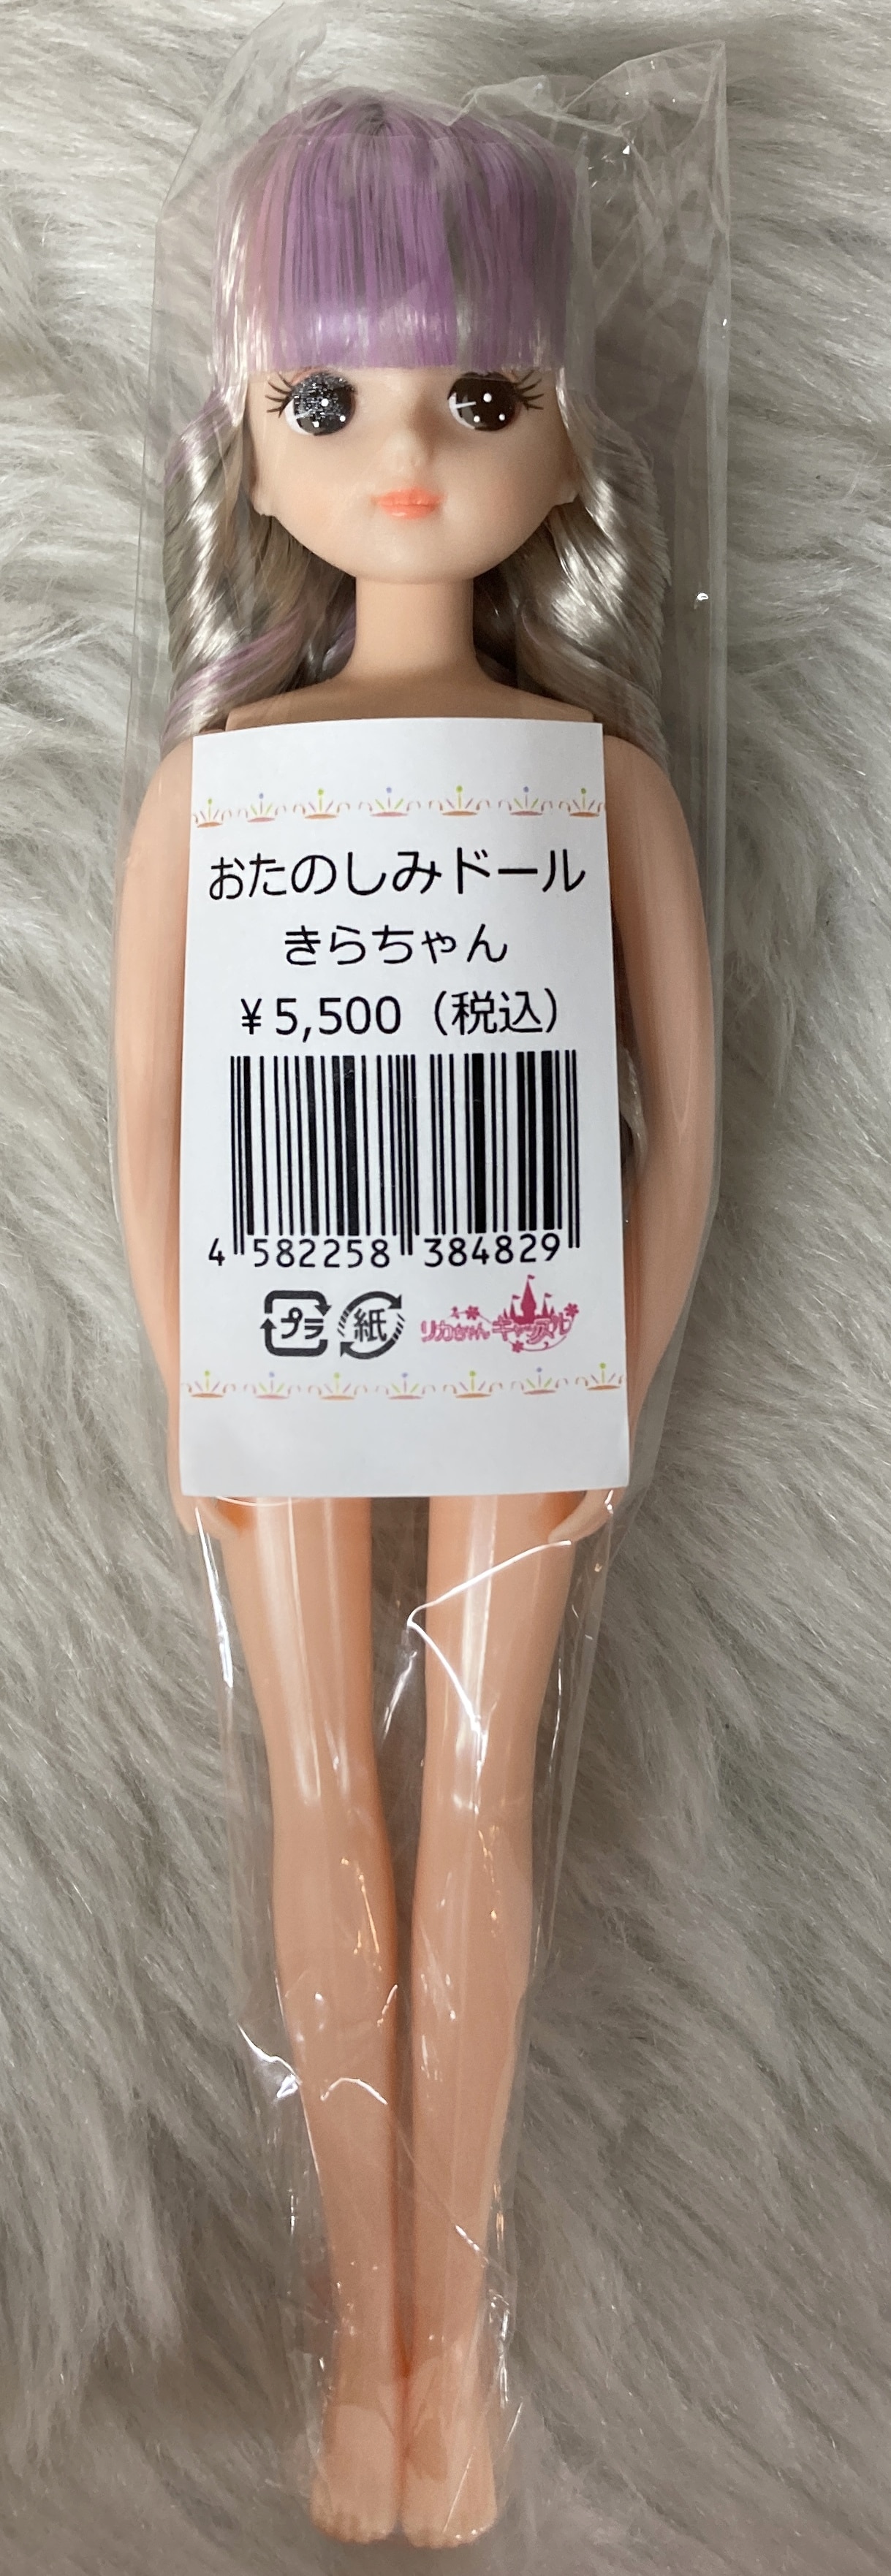 おたのしみドール
きらちゃん
¥5,500（税込）
4 582258 384829
プラ
紙
リカちゃん キャッスル